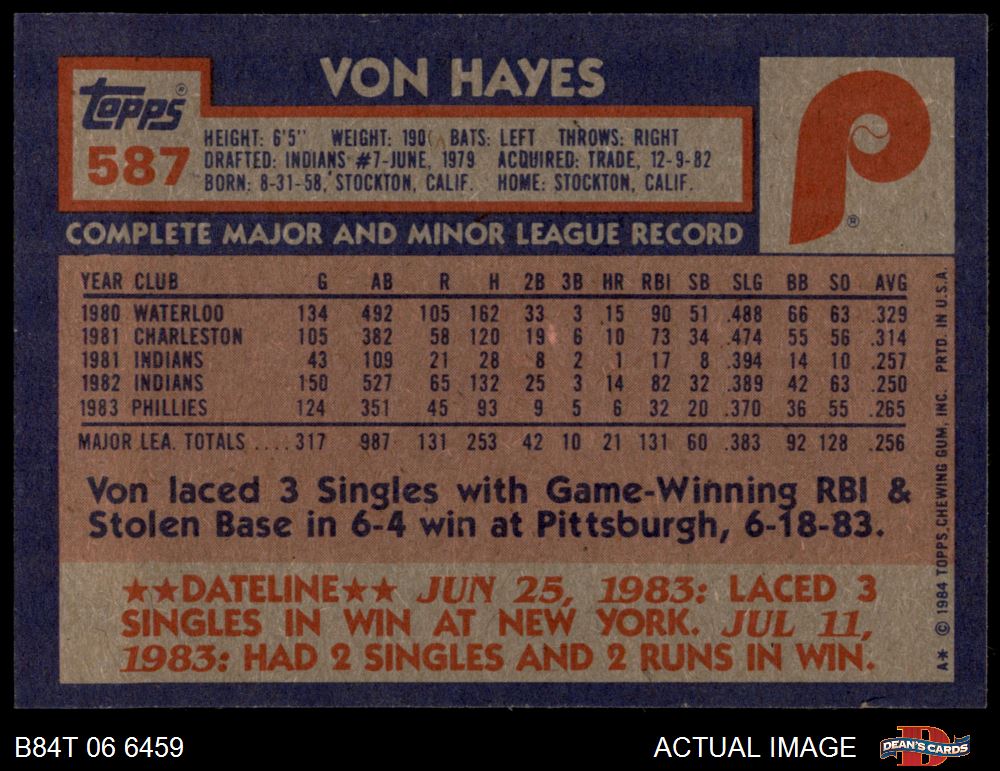 VON HAYES
Topps®
587
HEIGHT: 6'5" WEIGHT: 190 BATS: LEFT THROWS: RIGHT
DRAFTED: INDIANS #7-JUNE, 1979 ACQUIRED: TRADE, 12-9-82
BORN: 8-31-58, STOCKTON, CALIF. HOME: STOCKTON, CALIF.
P
®
COMPLETE MAJOR AND MINOR LEAGUE RECORD
YEAR CLUB G AB R H 2B 3B HR RBI SB SLG BB SO AVG
1980 WATERLOO 134 492 105 162 33 3 15 90 51 .488 66 63 .329
1981 CHARLESTON 105 382 58 120 19 6 10 73 34 .474 55 56 .314
1981 INDIANS 43 109 21 28 8 2 1 17 8 .394 14 10 .257
1982 INDIANS 150 527 65 132 25 3 14 82 32 .389 42 63 .250
1983 PHILLIES 124 351 45 93 9 5 6 32 20 .370 36 55 .265
MAJOR LEA. TOTALS ....317 987 131 253 42 10 21 131 60 .383 92 128 .256
Von laced 3 Singles with Game-Winning RBI &
Stolen Base in 6-4 win at Pittsburgh, 6-18-83.
★★DATELINE★★ JUN 25, 1983: LACED 3
SINGLES IN WIN AT NEW YORK. JUL 11,
1983: HAD 2 SINGLES AND 2 RUNS IN WIN.
A* © 1984 TOPPS CHEWING GUM, INC. PRTD. IN U.S.A.
B84T 06 6459
ACTUAL IMAGE
D
DEAN'S CARDS